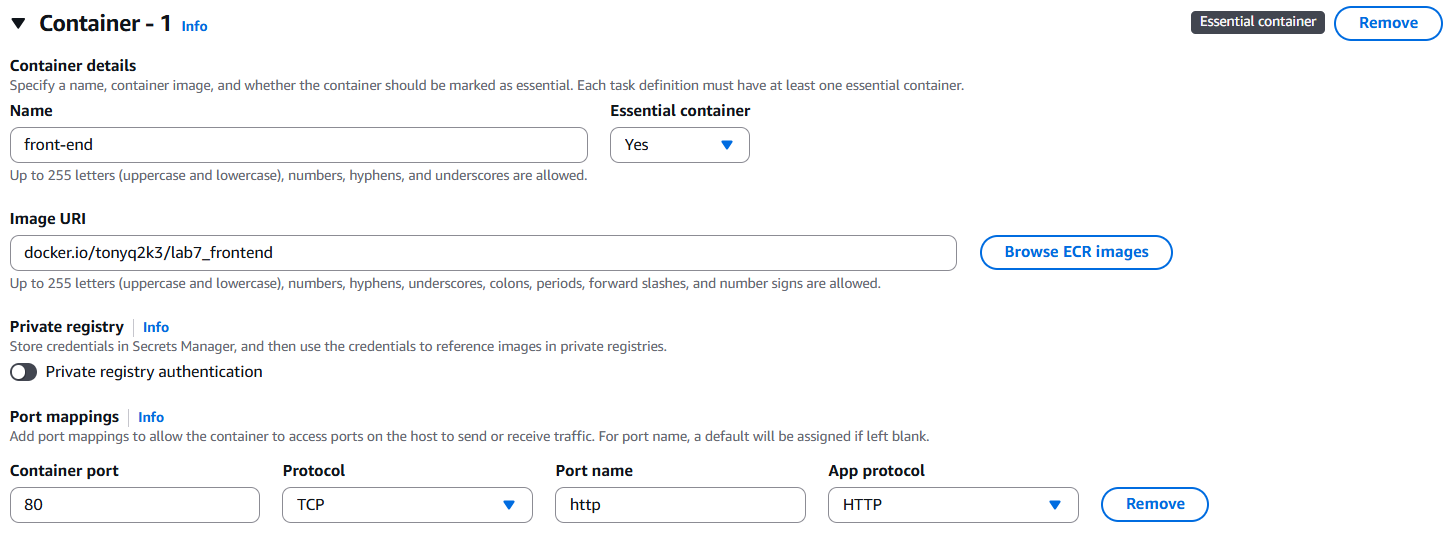 Container - 1 Info Essential container Remove
Container details
Specify a name, container image, and whether the container should be marked as essential. Each task definition must have at least one essential container.
Name Essential container
front-end Yes
Up to 255 letters (uppercase and lowercase), numbers, hyphens, and underscores are allowed.
Image URI
docker.io/tonyq2k3/lab7_frontend Browse ECR images
Up to 255 letters (uppercase and lowercase), numbers, hyphens, underscores, colons, periods, forward slashes, and number signs are allowed.
Private registry Info
Store credentials in Secrets Manager, and then use the credentials to reference images in private registries.
Private registry authentication
Port mappings Info
Add port mappings to allow the container to access ports on the host to send or receive traffic. For port name, a default will be assigned if left blank.
Container port Protocol Port name App protocol
80 TCP http HTTP Remove